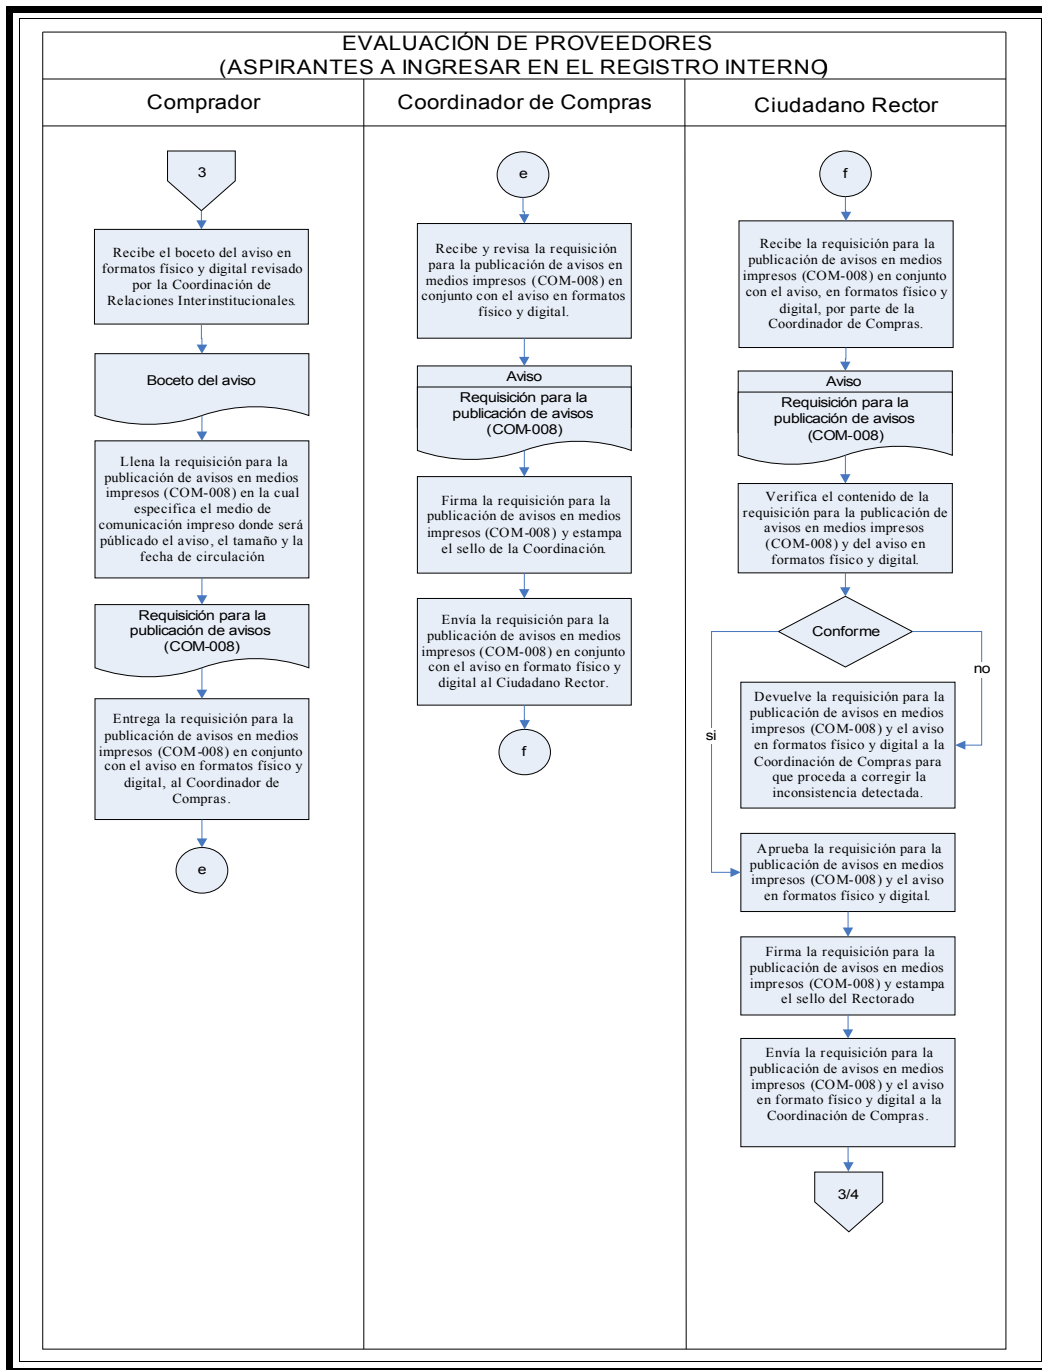 EVALUACIÓN DE PROVEEDORES
(ASPIRANTES A INGRESAR EN EL REGISTRO INTERNO)
Comprador
3
Recibe el boceto del aviso en
formatos físico y digital revisado
por la Coordinación de
Relaciones Interinstitucionales.
Boceto del aviso
Llena la requisición para la
publicación de avisos en medios
impresos (COM-008) en la cual
especifica el medio de
comunicación impreso donde será
públicado el aviso, el tamaño y la
fecha de circulación
Requisición para la
publicación de avisos
(COM-008)
Entrega la requisición para la
publicación de avisos en medios
impresos (COM-008) en conjunto
con el aviso en formatos físico y
digital, al Coordinador de
Compras.
e
Coordinador de Compras
e
Recibe y revisa la requisición
para la publicación de avisos en
medios impresos (COM-008) en
conjunto con el aviso en formatos
físico y digital.
Aviso
Requisición para la
publicación de avisos
(COM-008)
Firma la requisición para la
publicación de avisos en medios
impresos (COM-008) y estampa
el sello de la Coordinación.
Envía la requisición para la
publicación de avisos en medios
impresos (COM-008) en conjunto
con el aviso en formato físico y
digital al Ciudadano Rector.
f
Ciudadano Rector
f
Recibe la requisición para la
publicación de avisos en medios
impresos (COM-008) en conjunto
con el aviso, en formatos físico y
digital, por parte de la
Coordinador de Compras.
Aviso
Requisición para la
publicación de avisos
(COM-008)
Verifica el contenido de la
requisición para la publicación de
avisos en medios impresos
(COM-008) y del aviso en
formatos físico y digital.
Conforme
no
si
Devuelve la requisición para la
publicación de avisos en medios
impresos (COM-008) y el aviso
en formatos físico y digital a la
Coordinación de Compras para
que proceda a corregir la
inconsistencia detectada.
Aprueba la requisición para la
publicación de avisos en medios
impresos (COM-008) y el aviso
en formatos físico y digital.
Firma la requisición para la
publicación de avisos en medios
impresos (COM-008) y estampa
el sello del Rectorado
Envía la requisición para la
publicación de avisos en medios
impresos (COM-008) y el aviso
en formato físico y digital a la
Coordinación de Compras.
3/4